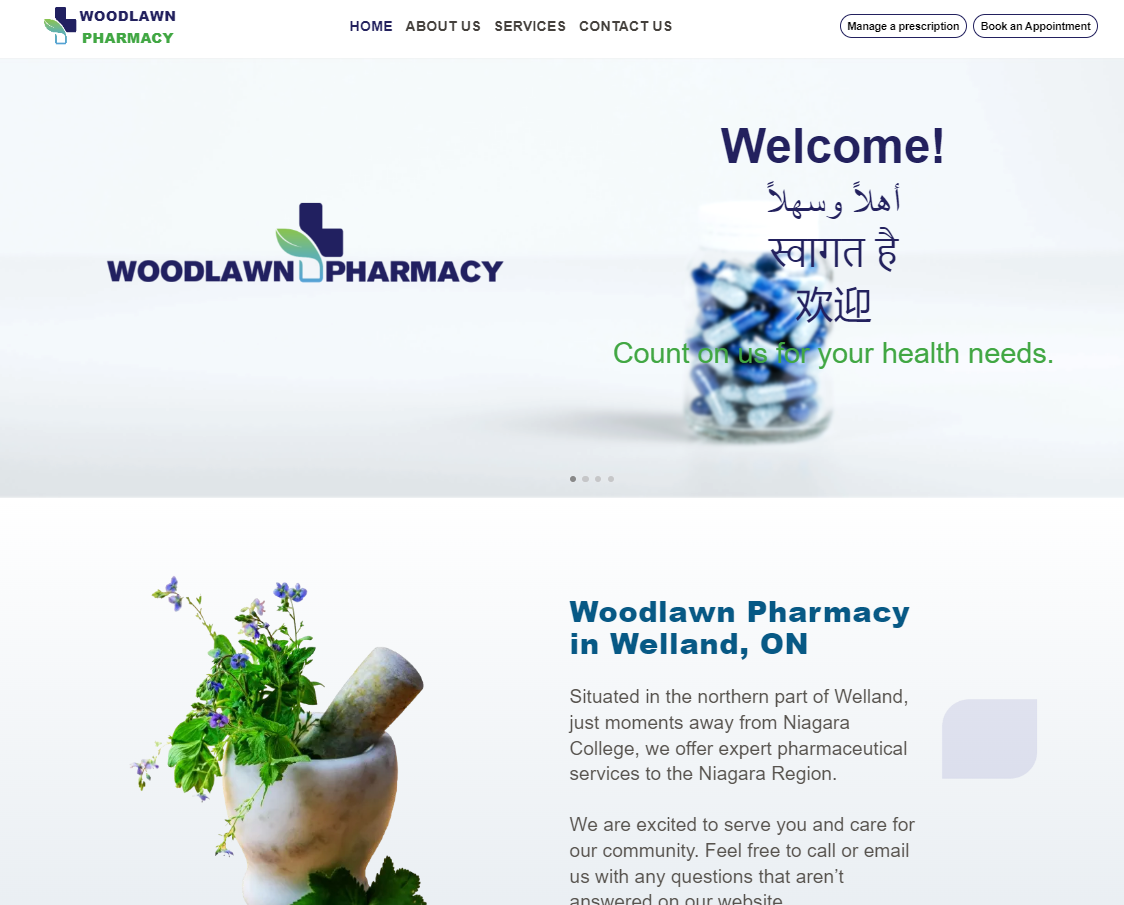 WOODLAWN
PHARMACY
HOME ABOUT US SERVICES CONTACT US
Manage a prescription
Book an Appointment
WOODLAWN PHARMACY
Welcome!
أهلاً وسهلاً
स्वागत है
欢迎
Count on us for your health needs.
Woodlawn Pharmacy
in Welland, ON
Situated in the northern part of Welland,
just moments away from Niagara
College, we offer expert pharmaceutical
services to the Niagara Region.
We are excited to serve you and care for
our community. Feel free to call or email
us with any questions that aren’t
answered on our website.